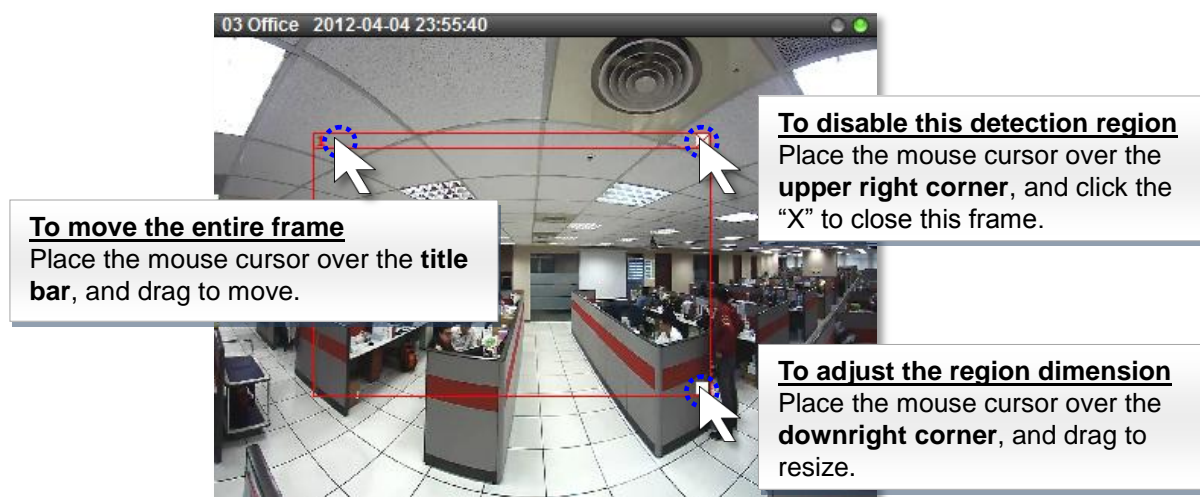 03 Office 2012-04-04 23:55:40
1
To disable this detection region
Place the mouse cursor over the
upper right corner, and click the
“X” to close this frame.
To move the entire frame
Place the mouse cursor over the title
bar, and drag to move.
To adjust the region dimension
Place the mouse cursor over the
downright corner, and drag to
resize.